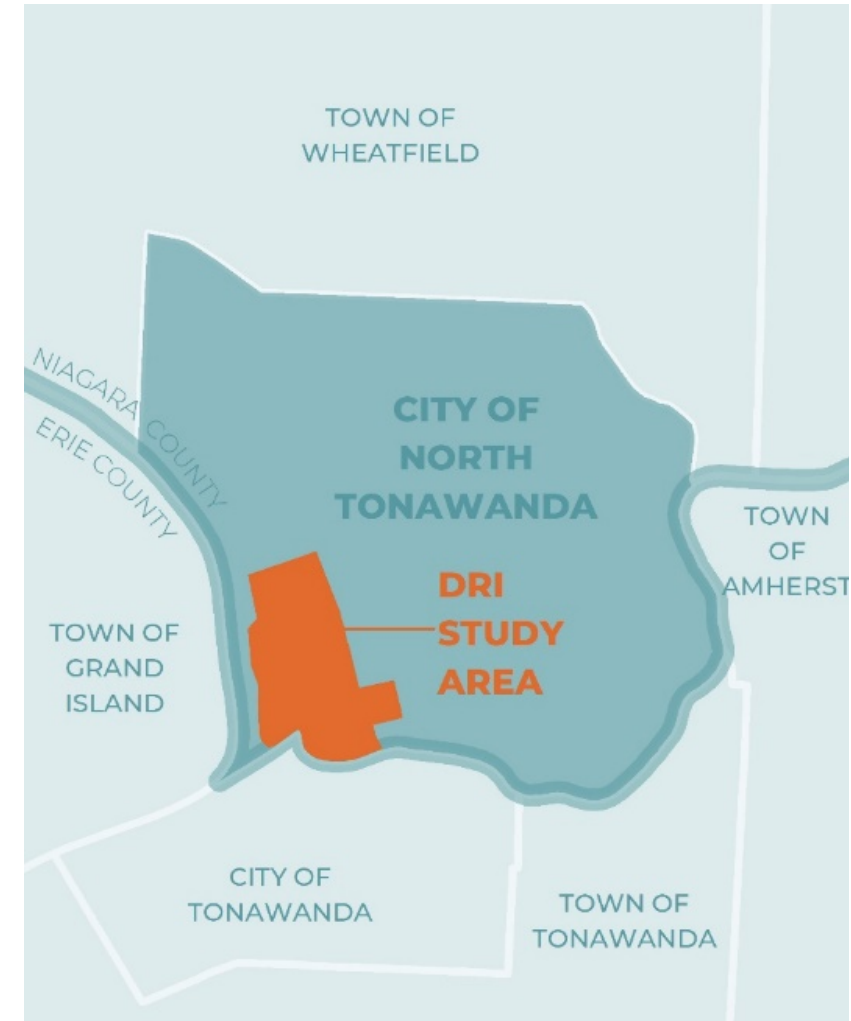 TOWN OF
WHEATFIELD
NIAGARA COUNTY
ERIE COUNTY
CITY OF
NORTH
TONAWANDA
TOWN
OF
AMHERST
DRI
STUDY
AREA
TOWN OF
GRAND
ISLAND
CITY OF
TONAWANDA
TOWN OF
TONAWANDA